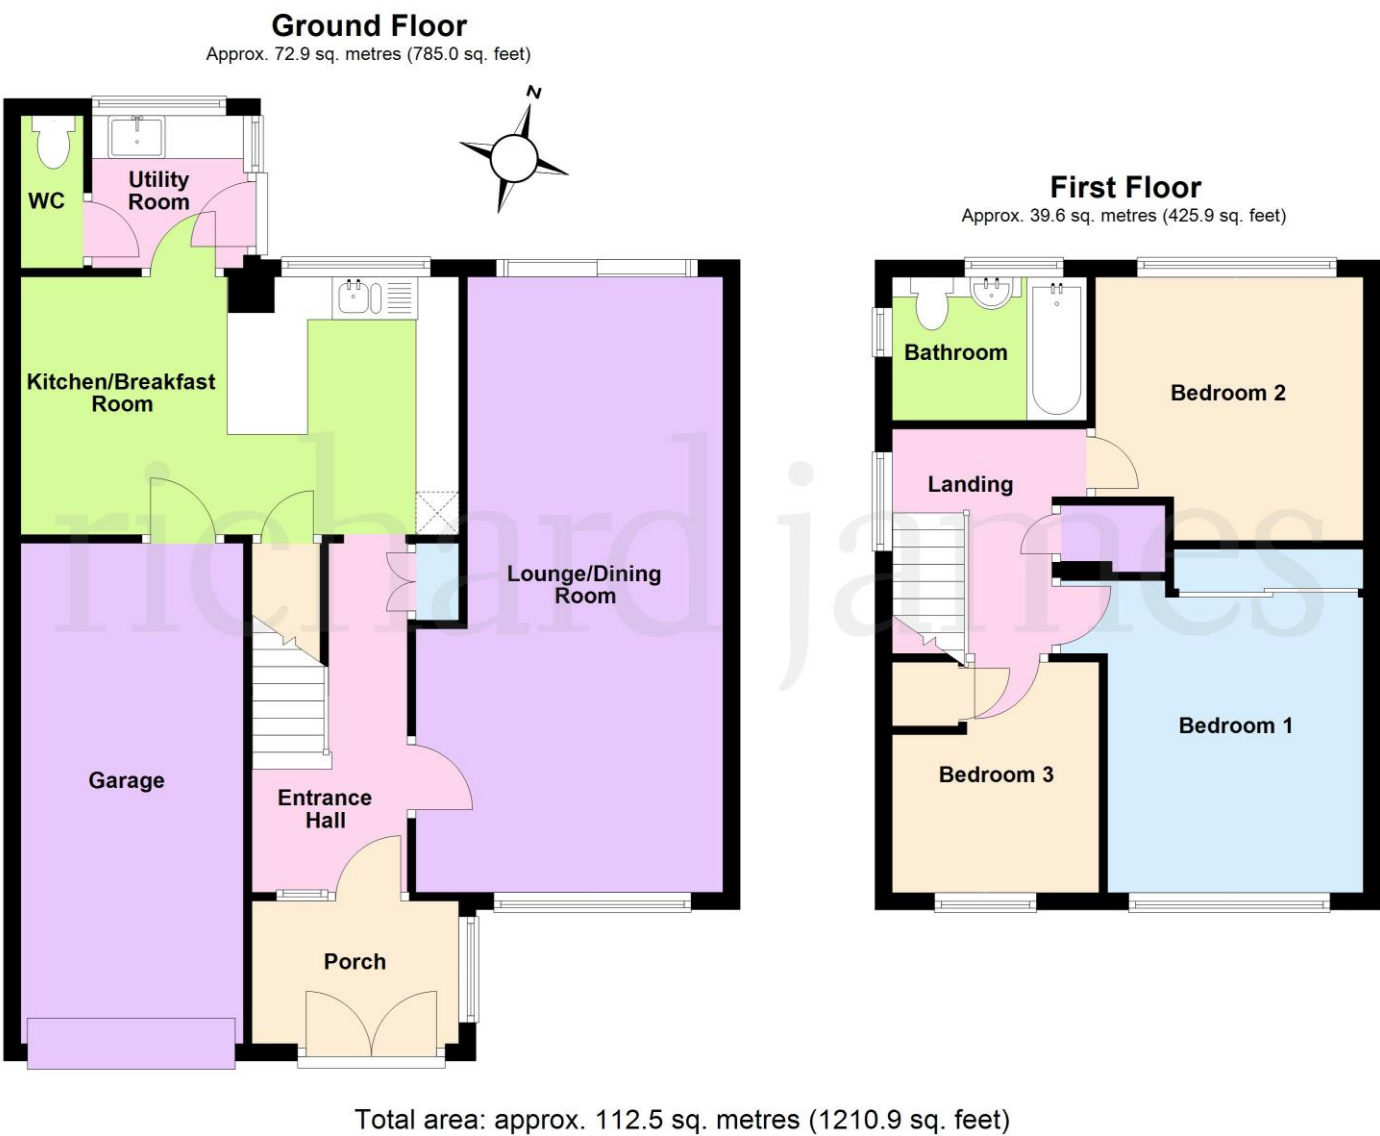 Ground Floor
Approx. 72.9 sq. metres (785.0 sq. feet)
N
WC
Utility
Room
Kitchen/Breakfast
Room
Lounge/Dining
Room
Garage
Entrance
Hall
Porch
First Floor
Approx. 39.6 sq. metres (425.9 sq. feet)
Bathroom
Bedroom 2
Landing
Bedroom 1
Bedroom 3
richard james
Total area: approx. 112.5 sq. metres (1210.9 sq. feet)